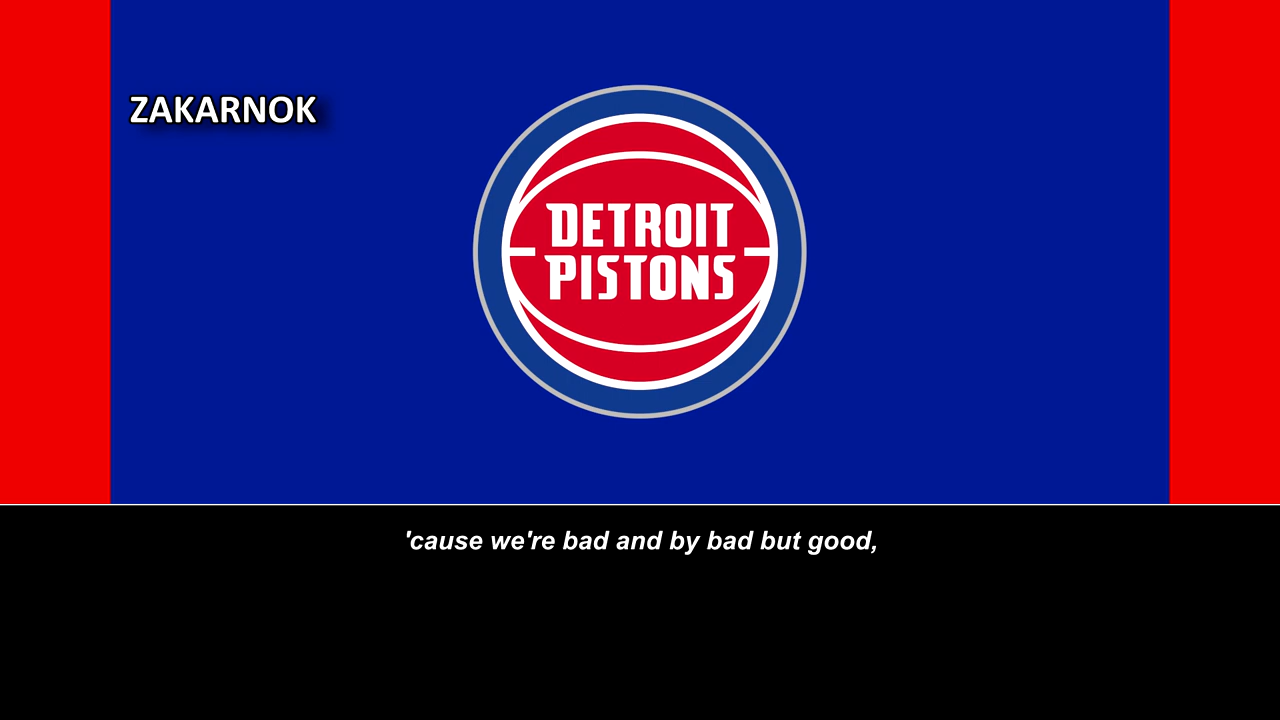 ZAKARNOK
DETROIT
PISTONS
'cause we're bad and by bad but good,